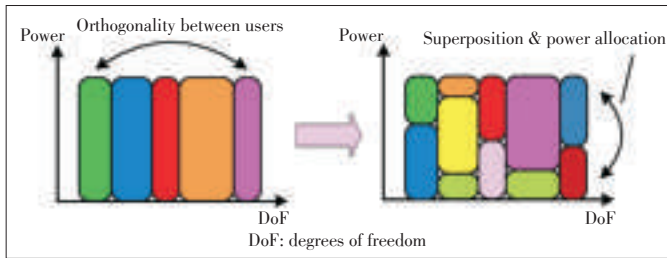 Orthogonality between users
Power
DoF
Superposition & power allocation
Power
DoF
DoF: degrees of freedom